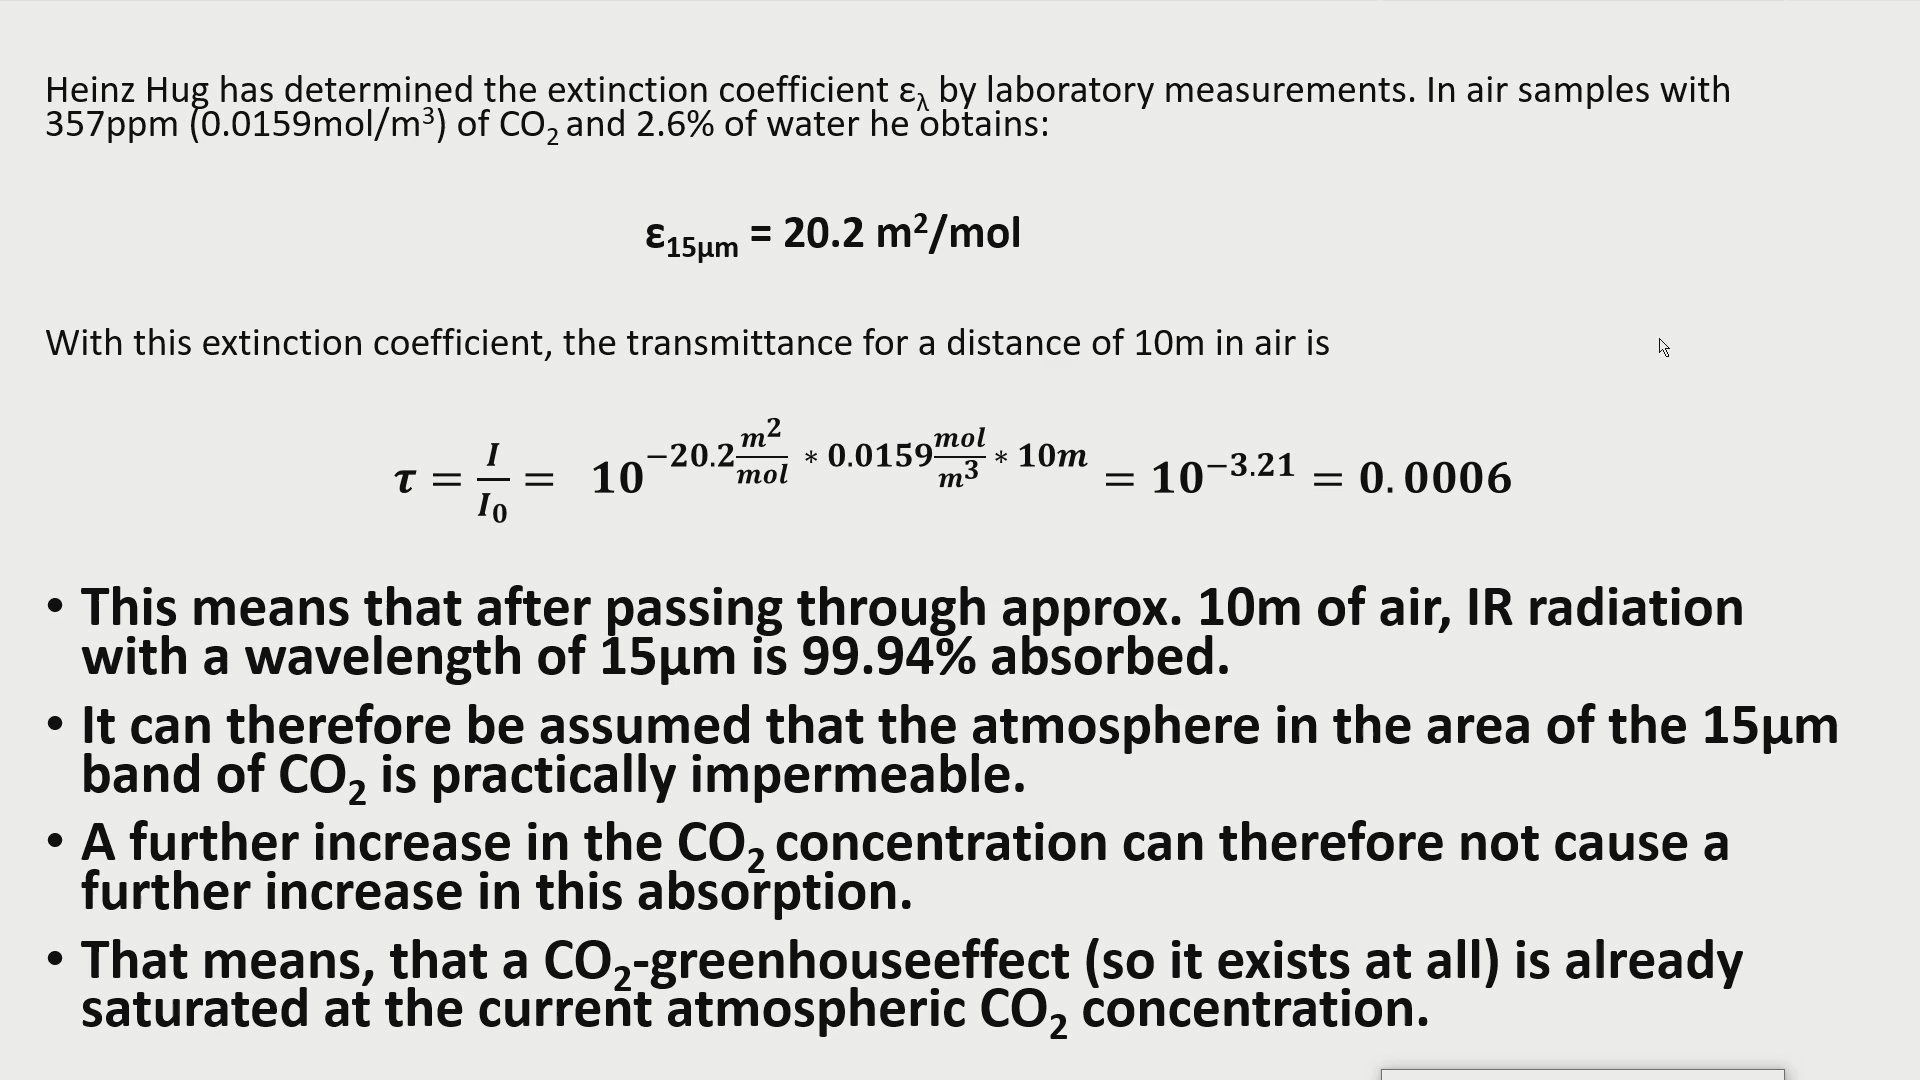 Heinz Hug has determined the extinction coefficient ελ by laboratory measurements. In air samples with
357ppm (0.0159mol/m³) of CO₂ and 2.6% of water he obtains:
ε₁₅µm = 20.2 m²/mol
With this extinction coefficient, the transmittance for a distance of 10m in air is
τ = I/I₀ = 10^(−20.2 m²/mol * 0.0159 mol/m³ * 10m) = 10^(−3.21) = 0.0006
• This means that after passing through approx. 10m of air, IR radiation
with a wavelength of 15µm is 99.94% absorbed.
• It can therefore be assumed that the atmosphere in the area of the 15µm
band of CO₂ is practically impermeable.
• A further increase in the CO₂ concentration can therefore not cause a
further increase in this absorption.
• That means, that a CO₂-greenhouseeffect (so it exists at all) is already
saturated at the current atmospheric CO₂ concentration.